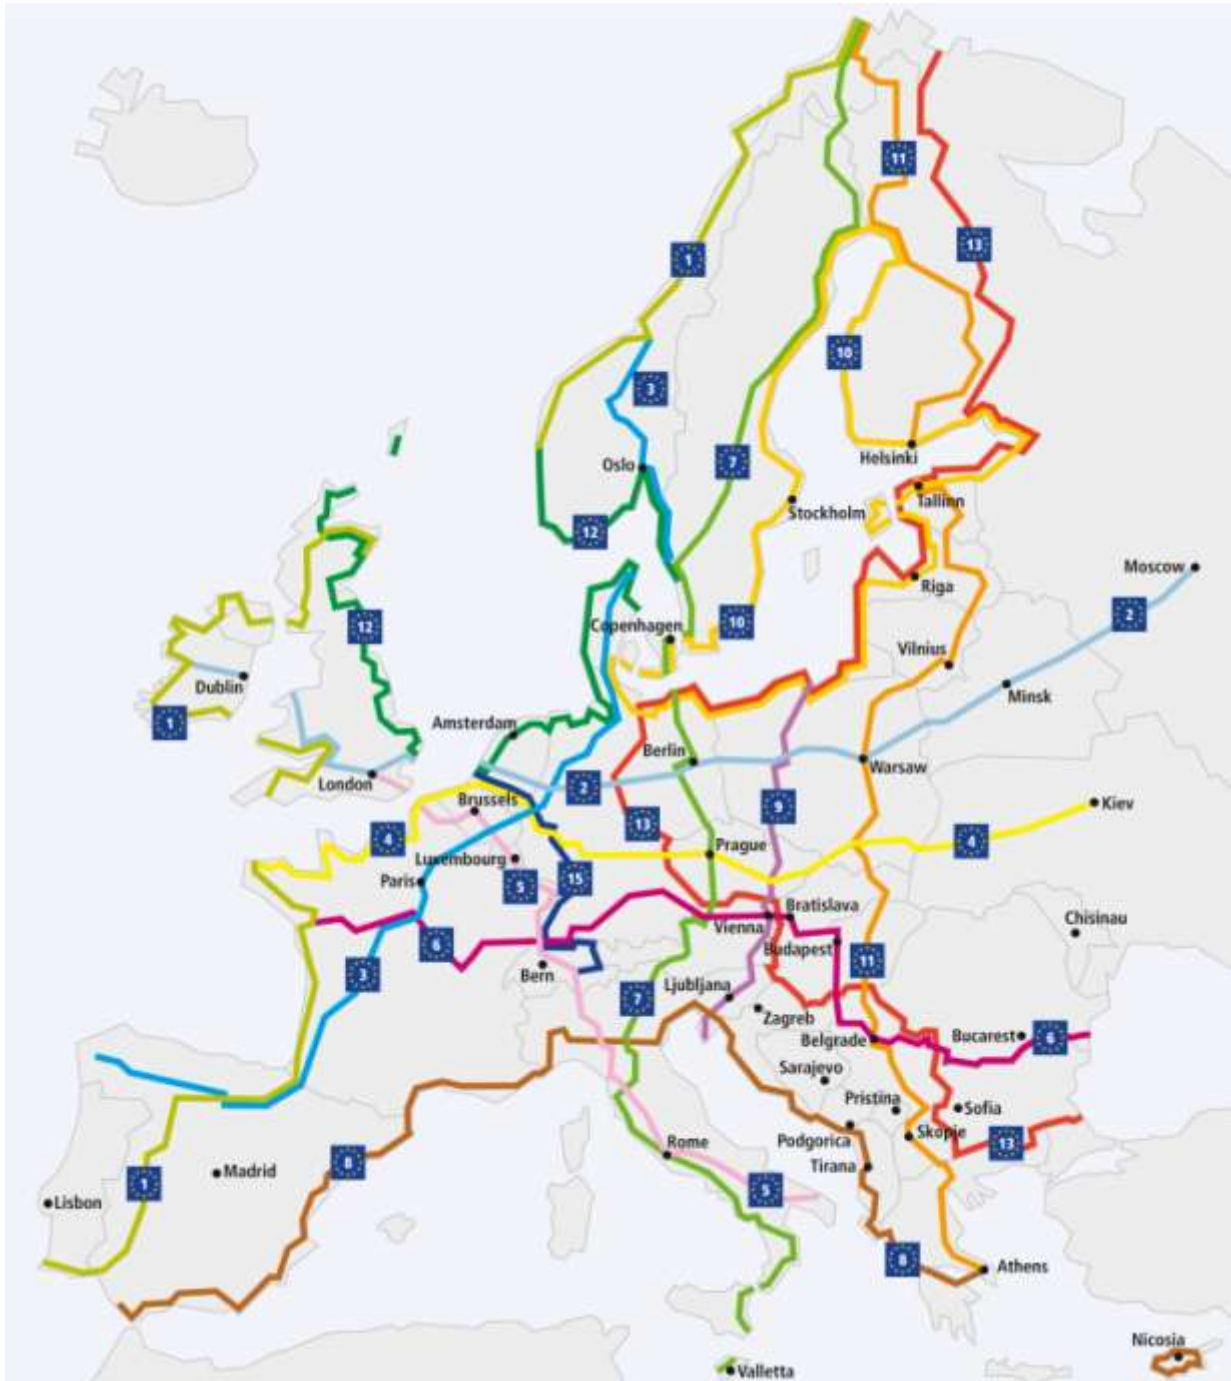 11
13
1
10
3
Helsinki
Oslo
7
Tallinn
Stockholm
12
Moscow
Riga
2
10
12
Copenhagen
Vilnius
Dublin
Minsk
1
Amsterdam
Berlin
Warsaw
London
2
Brussels
9
Kiev
13
4
4
Prague
Luxembourg
Paris
15
5
Bratislava
Chisinau
Vienna
6
Budapest
11
Bern
3
Ljubljana
7
Zagreb
Belgrade
Bucarest
6
Sarajevo
Pristina
Sofia
Podgorica
Skopje
13
Rome
8
Tirana
Madrid
1
5
Lisbon
8
Athens
Nicosia
Valletta